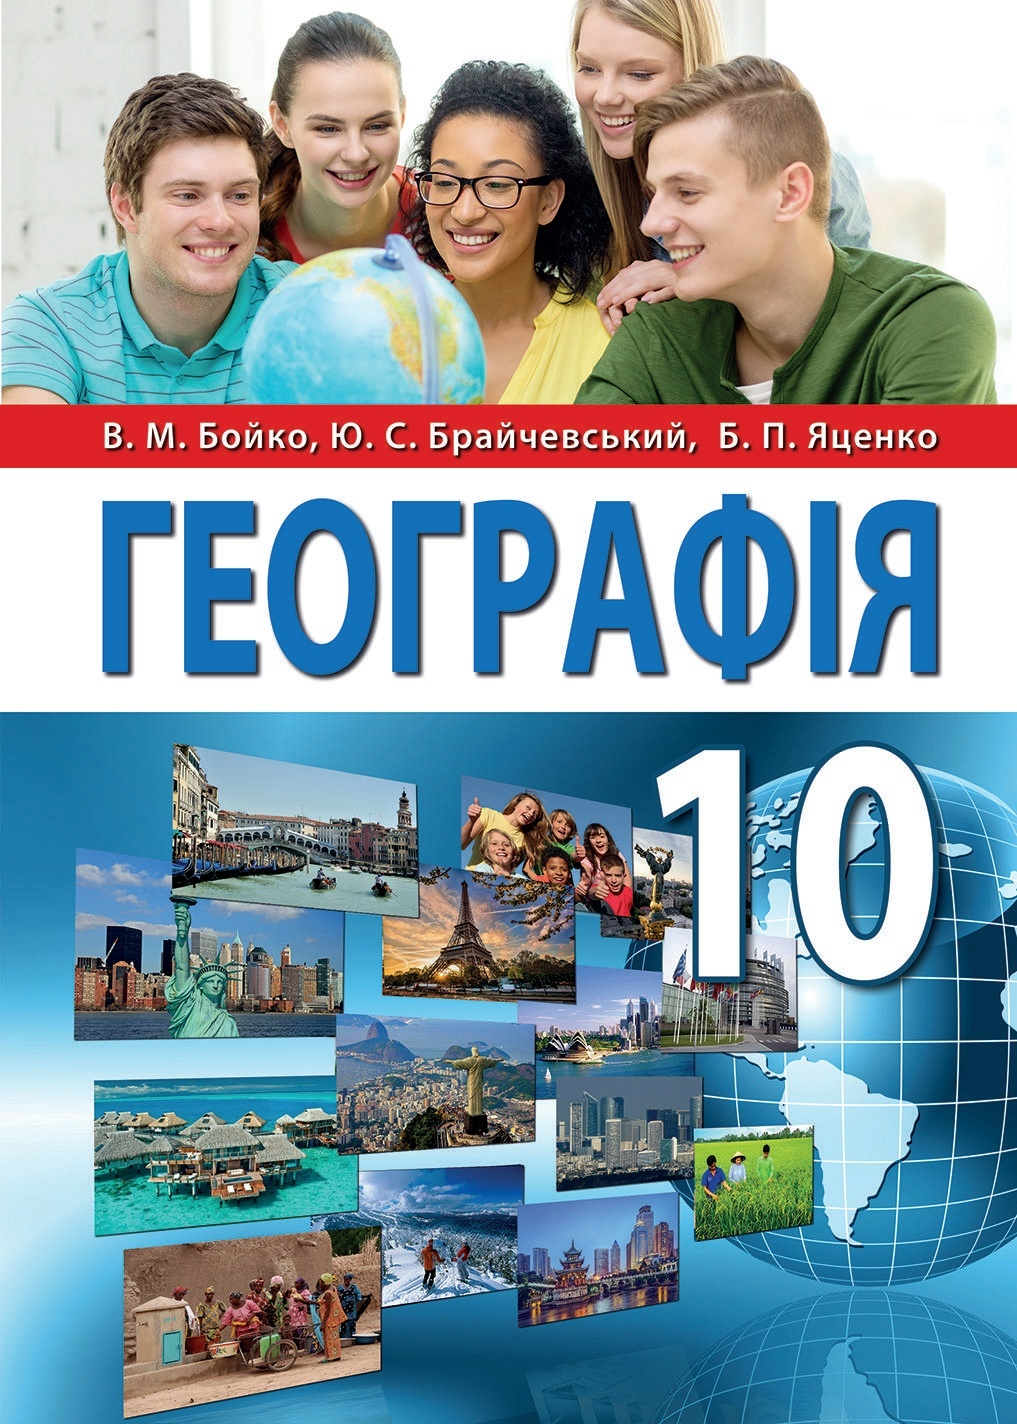 В. М. Бойко, Ю. С. Брайчевський, Б. П. Яценко
ГЕОГРАФІЯ
10